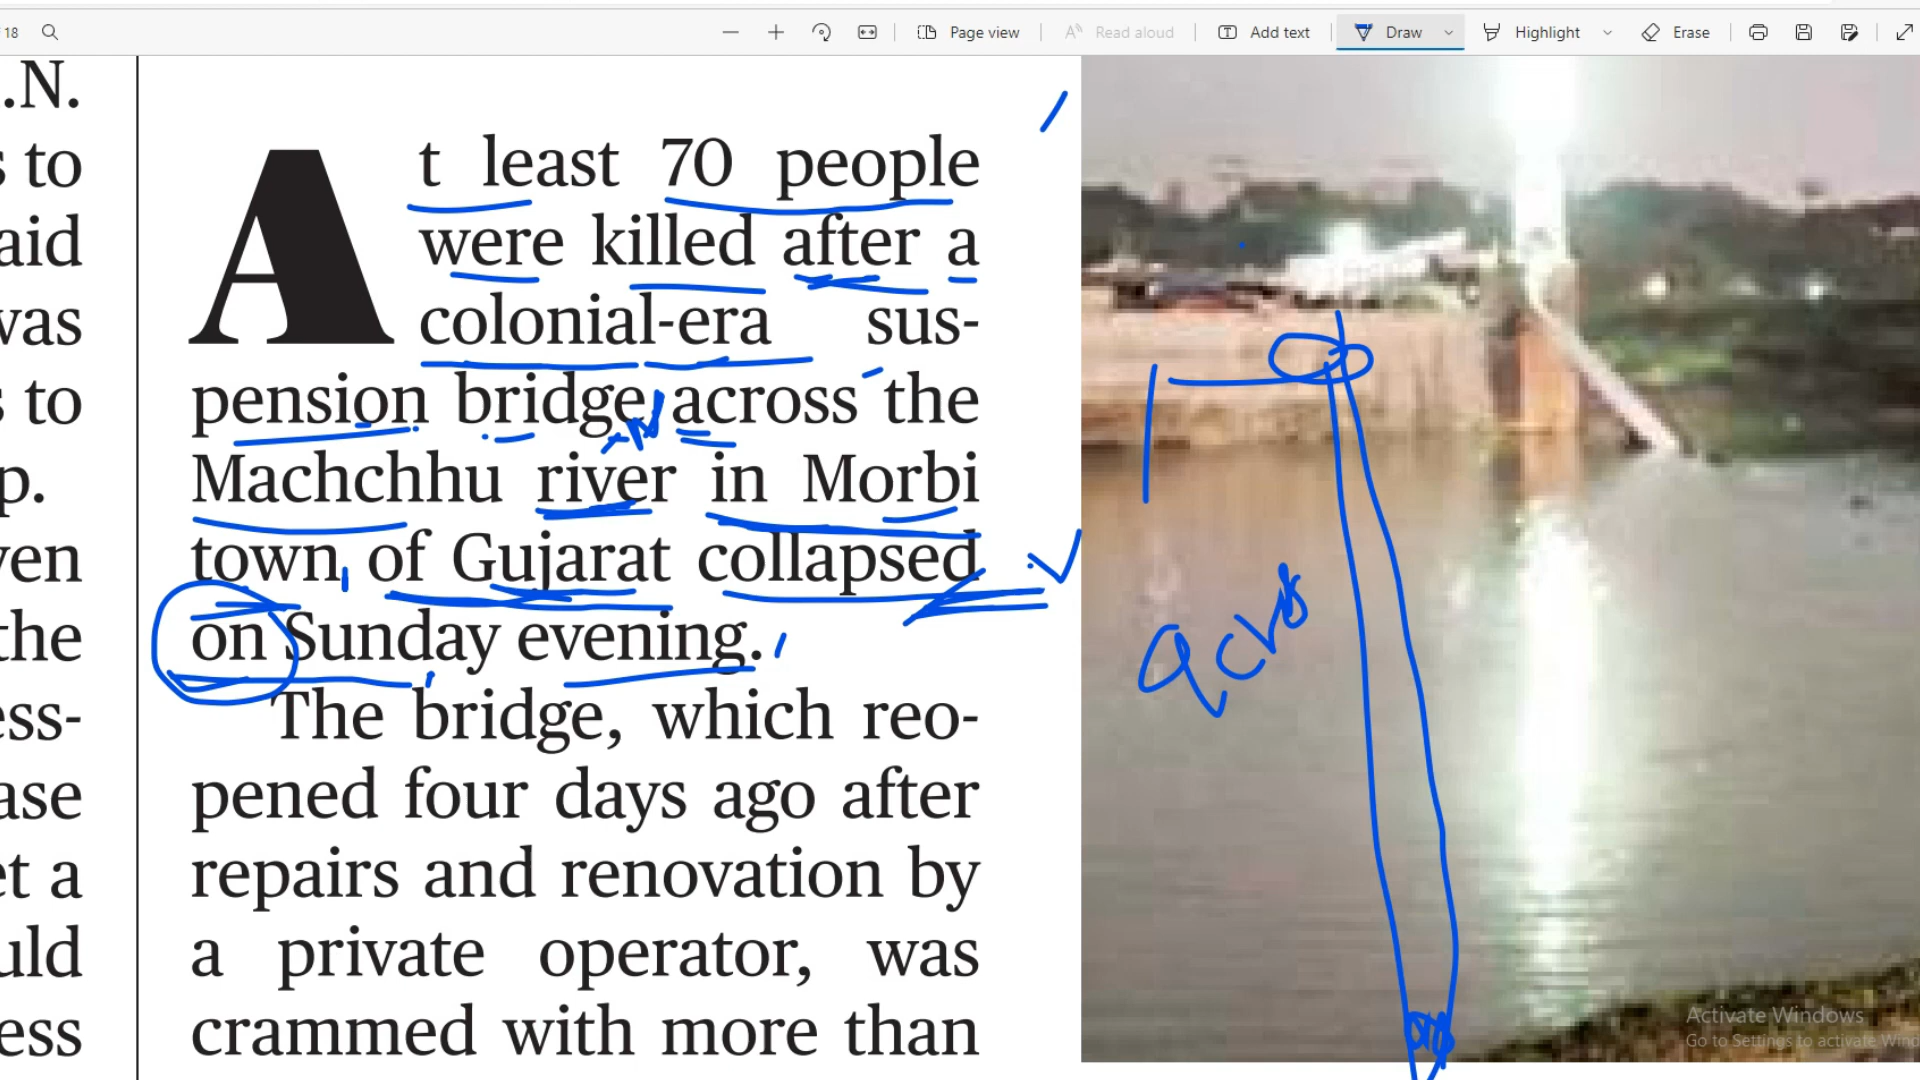 18
Page view
Read aloud
Add text
Draw
Highlight
Erase
.N.
s to
aid
was
s to
p.
ven
the
ess-
ase
et a
uld
ess
At least 70 people
were killed after a
colonial-era sus-
pension bridge across the
Machchhu river in Morbi
town of Gujarat collapsed
on Sunday evening.
The bridge, which reo-
pened four days ago after
repairs and renovation by
a private operator, was
crammed with more than
Activate Windows
Go to Settings to activate Wind